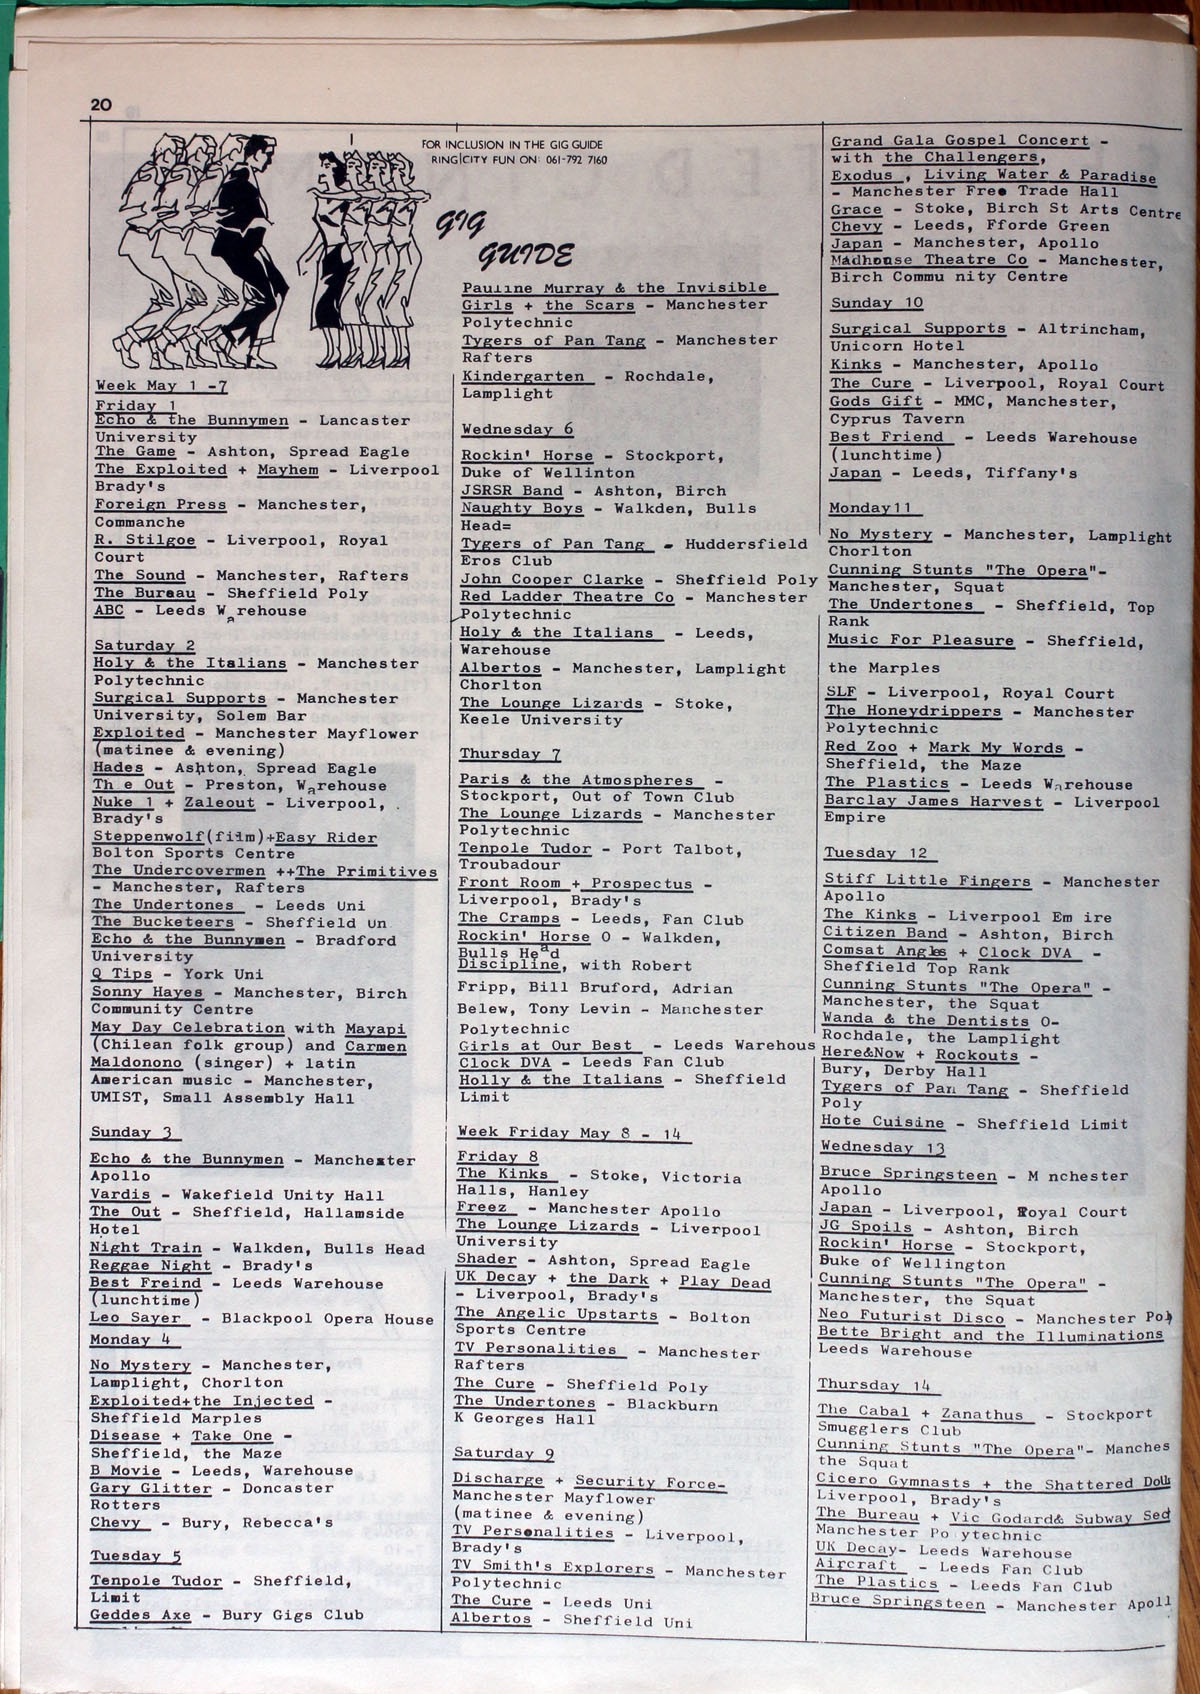 20
FOR INCLUSION IN THE GIG GUIDE
RING CITY FUN ON: 061-792 7160
GIG
GUIDE
Week May 1 -7
Friday 1
Echo & the Bunnymen - Lancaster
University
The Game - Ashton, Spread Eagle
The Exploited + Mayhem - Liverpool
Brady's
Foreign Press - Manchester,
Commanche
R. Stilgoe - Liverpool, Royal
Court
The Sound - Manchester, Rafters
The Bureau - Sheffield Poly
ABC - Leeds Warehouse
Saturday 2
Holy & the Italians - Manchester
Polytechnic
Surgical Supports - Manchester
University, Solem Bar
Exploited - Manchester Mayflower
(matinee & evening)
Hades - Ashton, Spread Eagle
Th e Out - Preston, Warehouse
Nuke 1 + Zaleout - Liverpool,
Brady's
Steppenwolf(film)+Easy Rider
Bolton Sports Centre
The Undercovermen ++The Primitives
- Manchester, Rafters
The Undertones - Leeds Uni
The Bucketeers - Sheffield Un
Echo & the Bunnymen - Bradford
University
Q Tips - York Uni
Sonny Hayes - Manchester, Birch
Community Centre
May Day Celebration with Mayapi
(Chilean folk group) and Carmen
Maldonono (singer) + latin
American music - Manchester,
UMIST, Small Assembly Hall
Sunday 3
Echo & the Bunnymen - Manchester
Apollo
Vardis - Wakefield Unity Hall
The Out - Sheffield, Hallamside
Hotel
Night Train - Walkden, Bulls Head
Reggae Night - Brady's
Best Freind - Leeds Warehouse
(lunchtime)
Leo Sayer - Blackpool Opera House
Monday 4
No Mystery - Manchester,
Lamplight, Chorlton
Exploited+the Injected -
Sheffield Marples
Disease + Take One -
Sheffield, the Maze
B Movie - Leeds, Warehouse
Gary Glitter - Doncaster
Rotters
Chevy - Bury, Rebecca's
Tuesday 5
Tenpole Tudor - Sheffield,
Limit
Geddes Axe - Bury Gigs Club
Pauline Murray & the Invisible
Girls + the Scars - Manchester
Polytechnic
Tygers of Pan Tang - Manchester
Rafters
Kindergarten - Rochdale,
Lamplight
Wednesday 6
Rockin' Horse - Stockport,
Duke of Wellinton
JSRSR Band - Ashton, Birch
Naughty Boys - Walkden, Bulls
Head=
Tygers of Pan Tang - Huddersfield
Eros Club
John Cooper Clarke - Sheffield Poly
Red Ladder Theatre Co - Manchester
Polytechnic
Holy & the Italians - Leeds,
Warehouse
Albertos - Manchester, Lamplight
Chorlton
The Lounge Lizards - Stoke,
Keele University
Thursday 7
Paris & the Atmospheres -
Stockport, Out of Town Club
The Lounge Lizards - Manchester
Polytechnic
Tenpole Tudor - Port Talbot,
Troubadour
Front Room + Prospectus -
Liverpool, Brady's
The Cramps - Leeds, Fan Club
Rockin' Horse O - Walkden,
Bulls Head
Discipline, with Robert
Fripp, Bill Bruford, Adrian
Belew, Tony Levin - Manchester
Polytechnic
Girls at Our Best - Leeds Warehous
Clock DVA - Leeds Fan Club
Holly & the Italians - Sheffield
Limit
Week Friday May 8 - 14
Friday 8
The Kinks - Stoke, Victoria
Halls, Hanley
Freez - Manchester Apollo
The Lounge Lizards - Liverpool
University
Shader - Ashton, Spread Eagle
UK Decay + the Dark + Play Dead
- Liverpool, Brady's
The Angelic Upstarts - Bolton
Sports Centre
TV Personalities - Manchester
Rafters
The Cure - Sheffield Poly
The Undertones - Blackburn
K Georges Hall
Saturday 9
Discharge + Security Force-
Manchester Mayflower
(matinee & evening)
TV Personalities - Liverpool,
Brady's
TV Smith's Explorers - Manchester
Polytechnic
The Cure - Leeds Uni
Albertos - Sheffield Uni
Grand Gala Gospel Concert -
with the Challengers,
Exodus , Living Water & Paradise
- Manchester Free Trade Hall
Grace - Stoke, Birch St Arts Centre
Chevy - Leeds, Fforde Green
Japan - Manchester, Apollo
Madhouse Theatre Co - Manchester,
Birch Commu nity Centre
Sunday 10
Surgical Supports - Altrincham,
Unicorn Hotel
Kinks - Manchester, Apollo
The Cure - Liverpool, Royal Court
Gods Gift - MMC, Manchester,
Cyprus Tavern
Best Friend - Leeds Warehouse
(lunchtime)
Japan - Leeds, Tiffany's
Monday11
No Mystery - Manchester, Lamplight
Chorlton
Cunning Stunts "The Opera"-
Manchester, Squat
The Undertones - Sheffield, Top
Rank
Music For Pleasure - Sheffield,
the Marples
SLF - Liverpool, Royal Court
The Honeydrippers - Manchester
Polytechnic
Red Zoo + Mark My Words -
Sheffield, the Maze
The Plastics - Leeds Warehouse
Barclay James Harvest - Liverpool
Empire
Tuesday 12
Stiff Little Fingers - Manchester
Apollo
The Kinks - Liverpool Em ire
Citizen Band - Ashton, Birch
Comsat Angles + Clock DVA -
Sheffield Top Rank
Cunning Stunts "The Opera" -
Manchester, the Squat
Wanda & the Dentists O-
Rochdale, the Lamplight
Here&Now + Rockouts -
Bury, Derby Hall
Tygers of Pan Tang - Sheffield
Poly
Hote Cuisine - Sheffield Limit
Wednesday 13
Bruce Springsteen - M nchester
Apollo
Japan - Liverpool, Royal Court
JG Spoils - Ashton, Birch
Rockin' Horse - Stockport,
Duke of Wellington
Cunning Stunts "The Opera" -
Manchester, the Squat
Neo Futurist Disco - Manchester Poly
Bette Bright and the Illuminations
Leeds Warehouse
Thursday 14
The Cabal + Zanathus - Stockport
Smugglers Club
Cunning Stunts "The Opera"- Manches
the Squat
Cicero Gymnasts + the Shattered Dolls
Liverpool, Brady's
The Bureau + Vic Godard& Subway Sect
Manchester Po ytechnic
UK Decay- Leeds Warehouse
Aircraft - Leeds Fan Club
The Plastics - Leeds Fan Club
Bruce Springsteen - Manchester Apoll